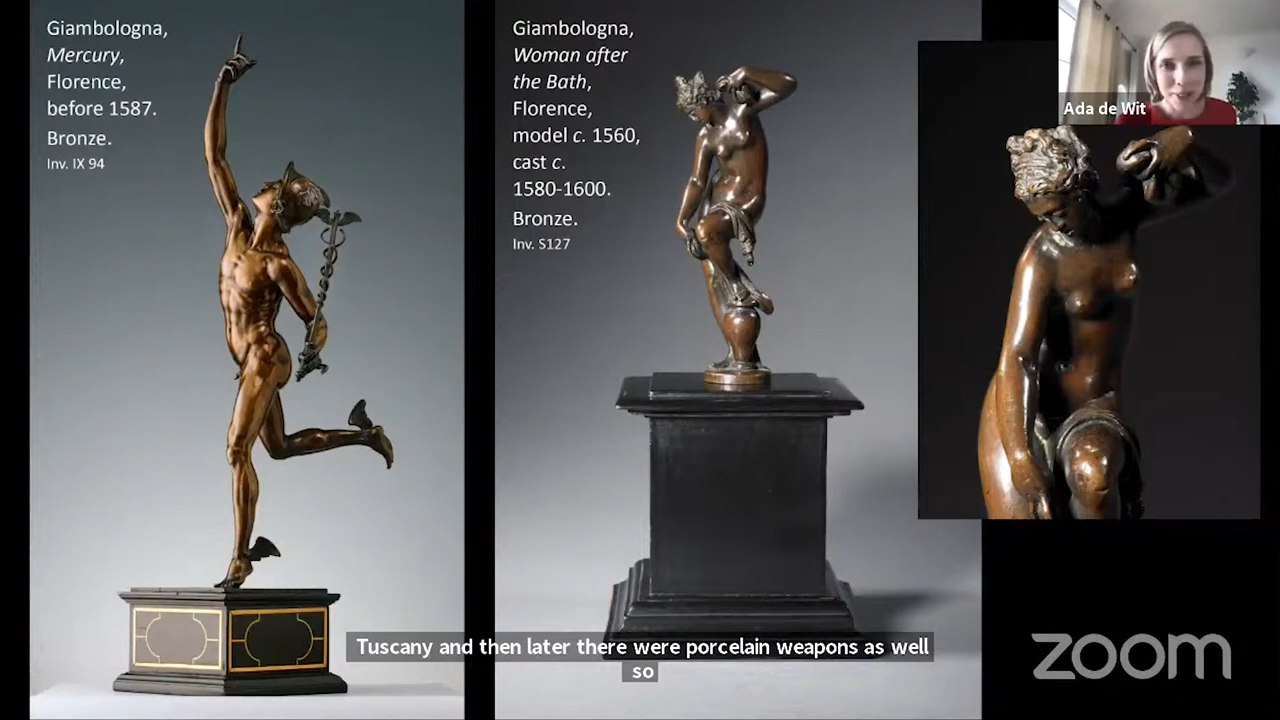 Giambologna,
Mercury,
Florence,
before 1587.
Bronze.
Inv. IX 94
Giambologna,
Woman after
the Bath,
Florence,
model c. 1560,
cast c.
1580-1600.
Bronze.
Inv. S127
Ada de Wit
Tuscany and then later there were porcelain weapons as well
so
zoom